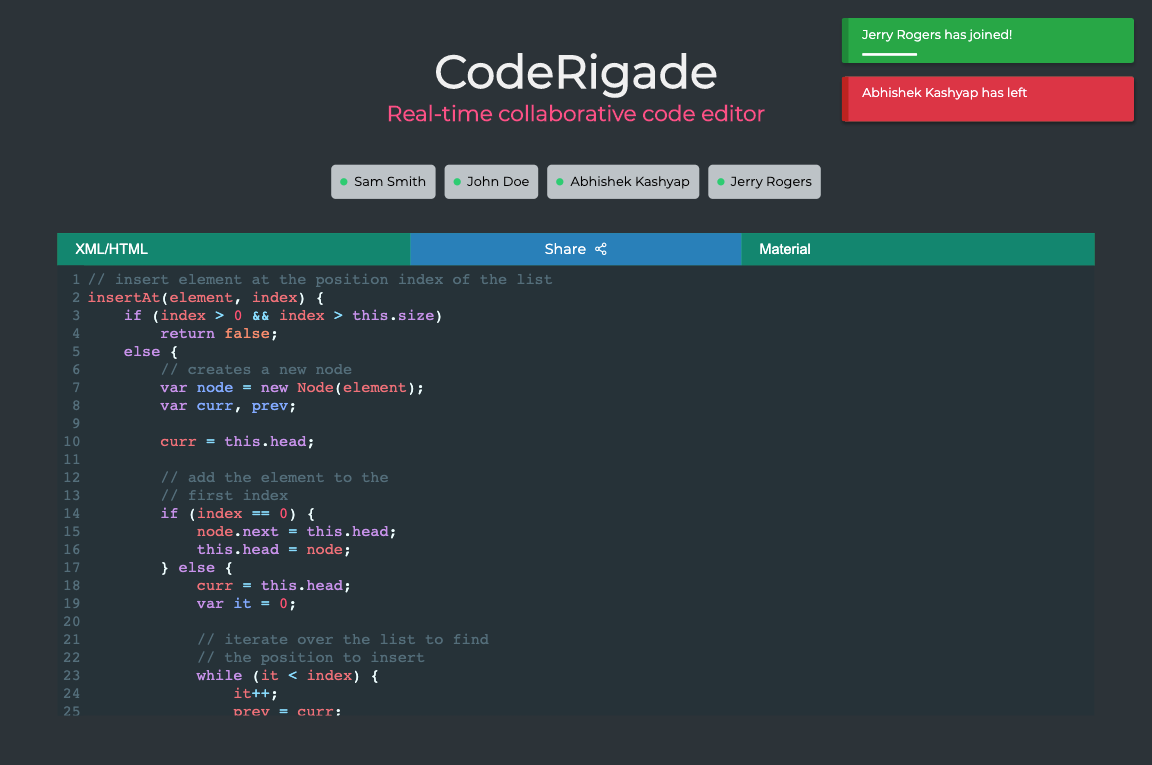 Jerry Rogers has joined!
Abhishek Kashyap has left
CodeRigade
Real-time collaborative code editor
Sam Smith John Doe Abhishek Kashyap Jerry Rogers
XML/HTML Share Material
1 // insert element at the position index of the list
2 insertAt(element, index) {
3     if (index > 0 && index > this.size)
4         return false;
5     else {
6         // creates a new node
7         var node = new Node(element);
8         var curr, prev;
9
10         curr = this.head;
11
12         // add the element to the
13         // first index
14         if (index == 0) {
15             node.next = this.head;
16             this.head = node;
17         } else {
18             curr = this.head;
19             var it = 0;
20
21             // iterate over the list to find
22             // the position to insert
23             while (it < index) {
24                 it++;
25                 prev = curr;